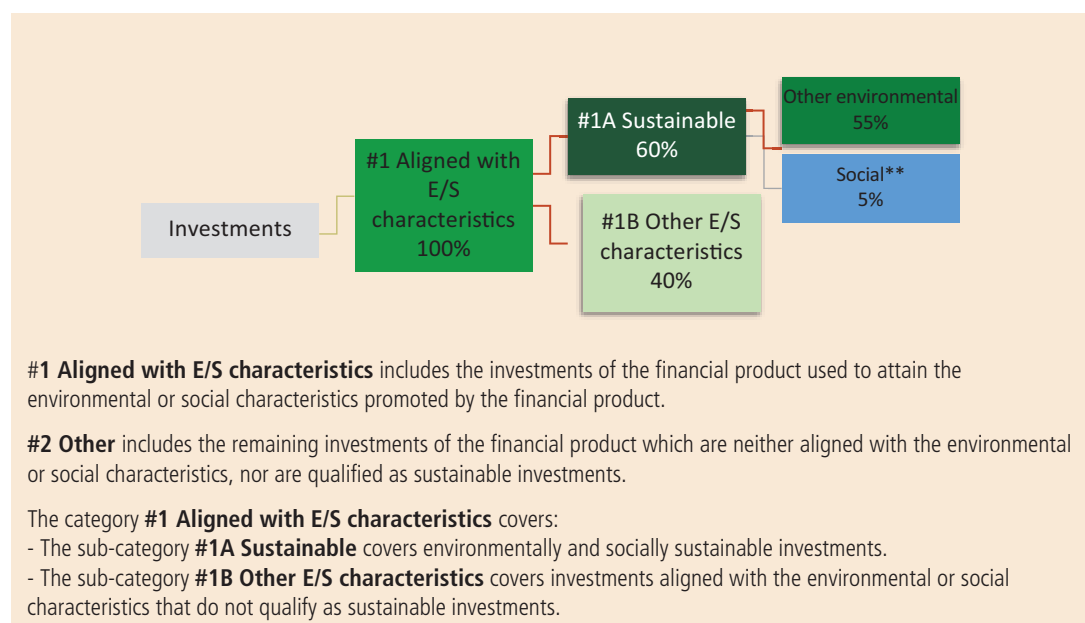 Investments
#1 Aligned with
E/S
characteristics
100%
#1A Sustainable
60%
Other environmental
55%
Social**
5%
#1B Other E/S
characteristics
40%
#1 Aligned with E/S characteristics includes the investments of the financial product used to attain the
environmental or social characteristics promoted by the financial product.
#2 Other includes the remaining investments of the financial product which are neither aligned with the environmental
or social characteristics, nor are qualified as sustainable investments.
The category #1 Aligned with E/S characteristics covers:
- The sub-category #1A Sustainable covers environmentally and socially sustainable investments.
- The sub-category #1B Other E/S characteristics covers investments aligned with the environmental or social
characteristics that do not qualify as sustainable investments.